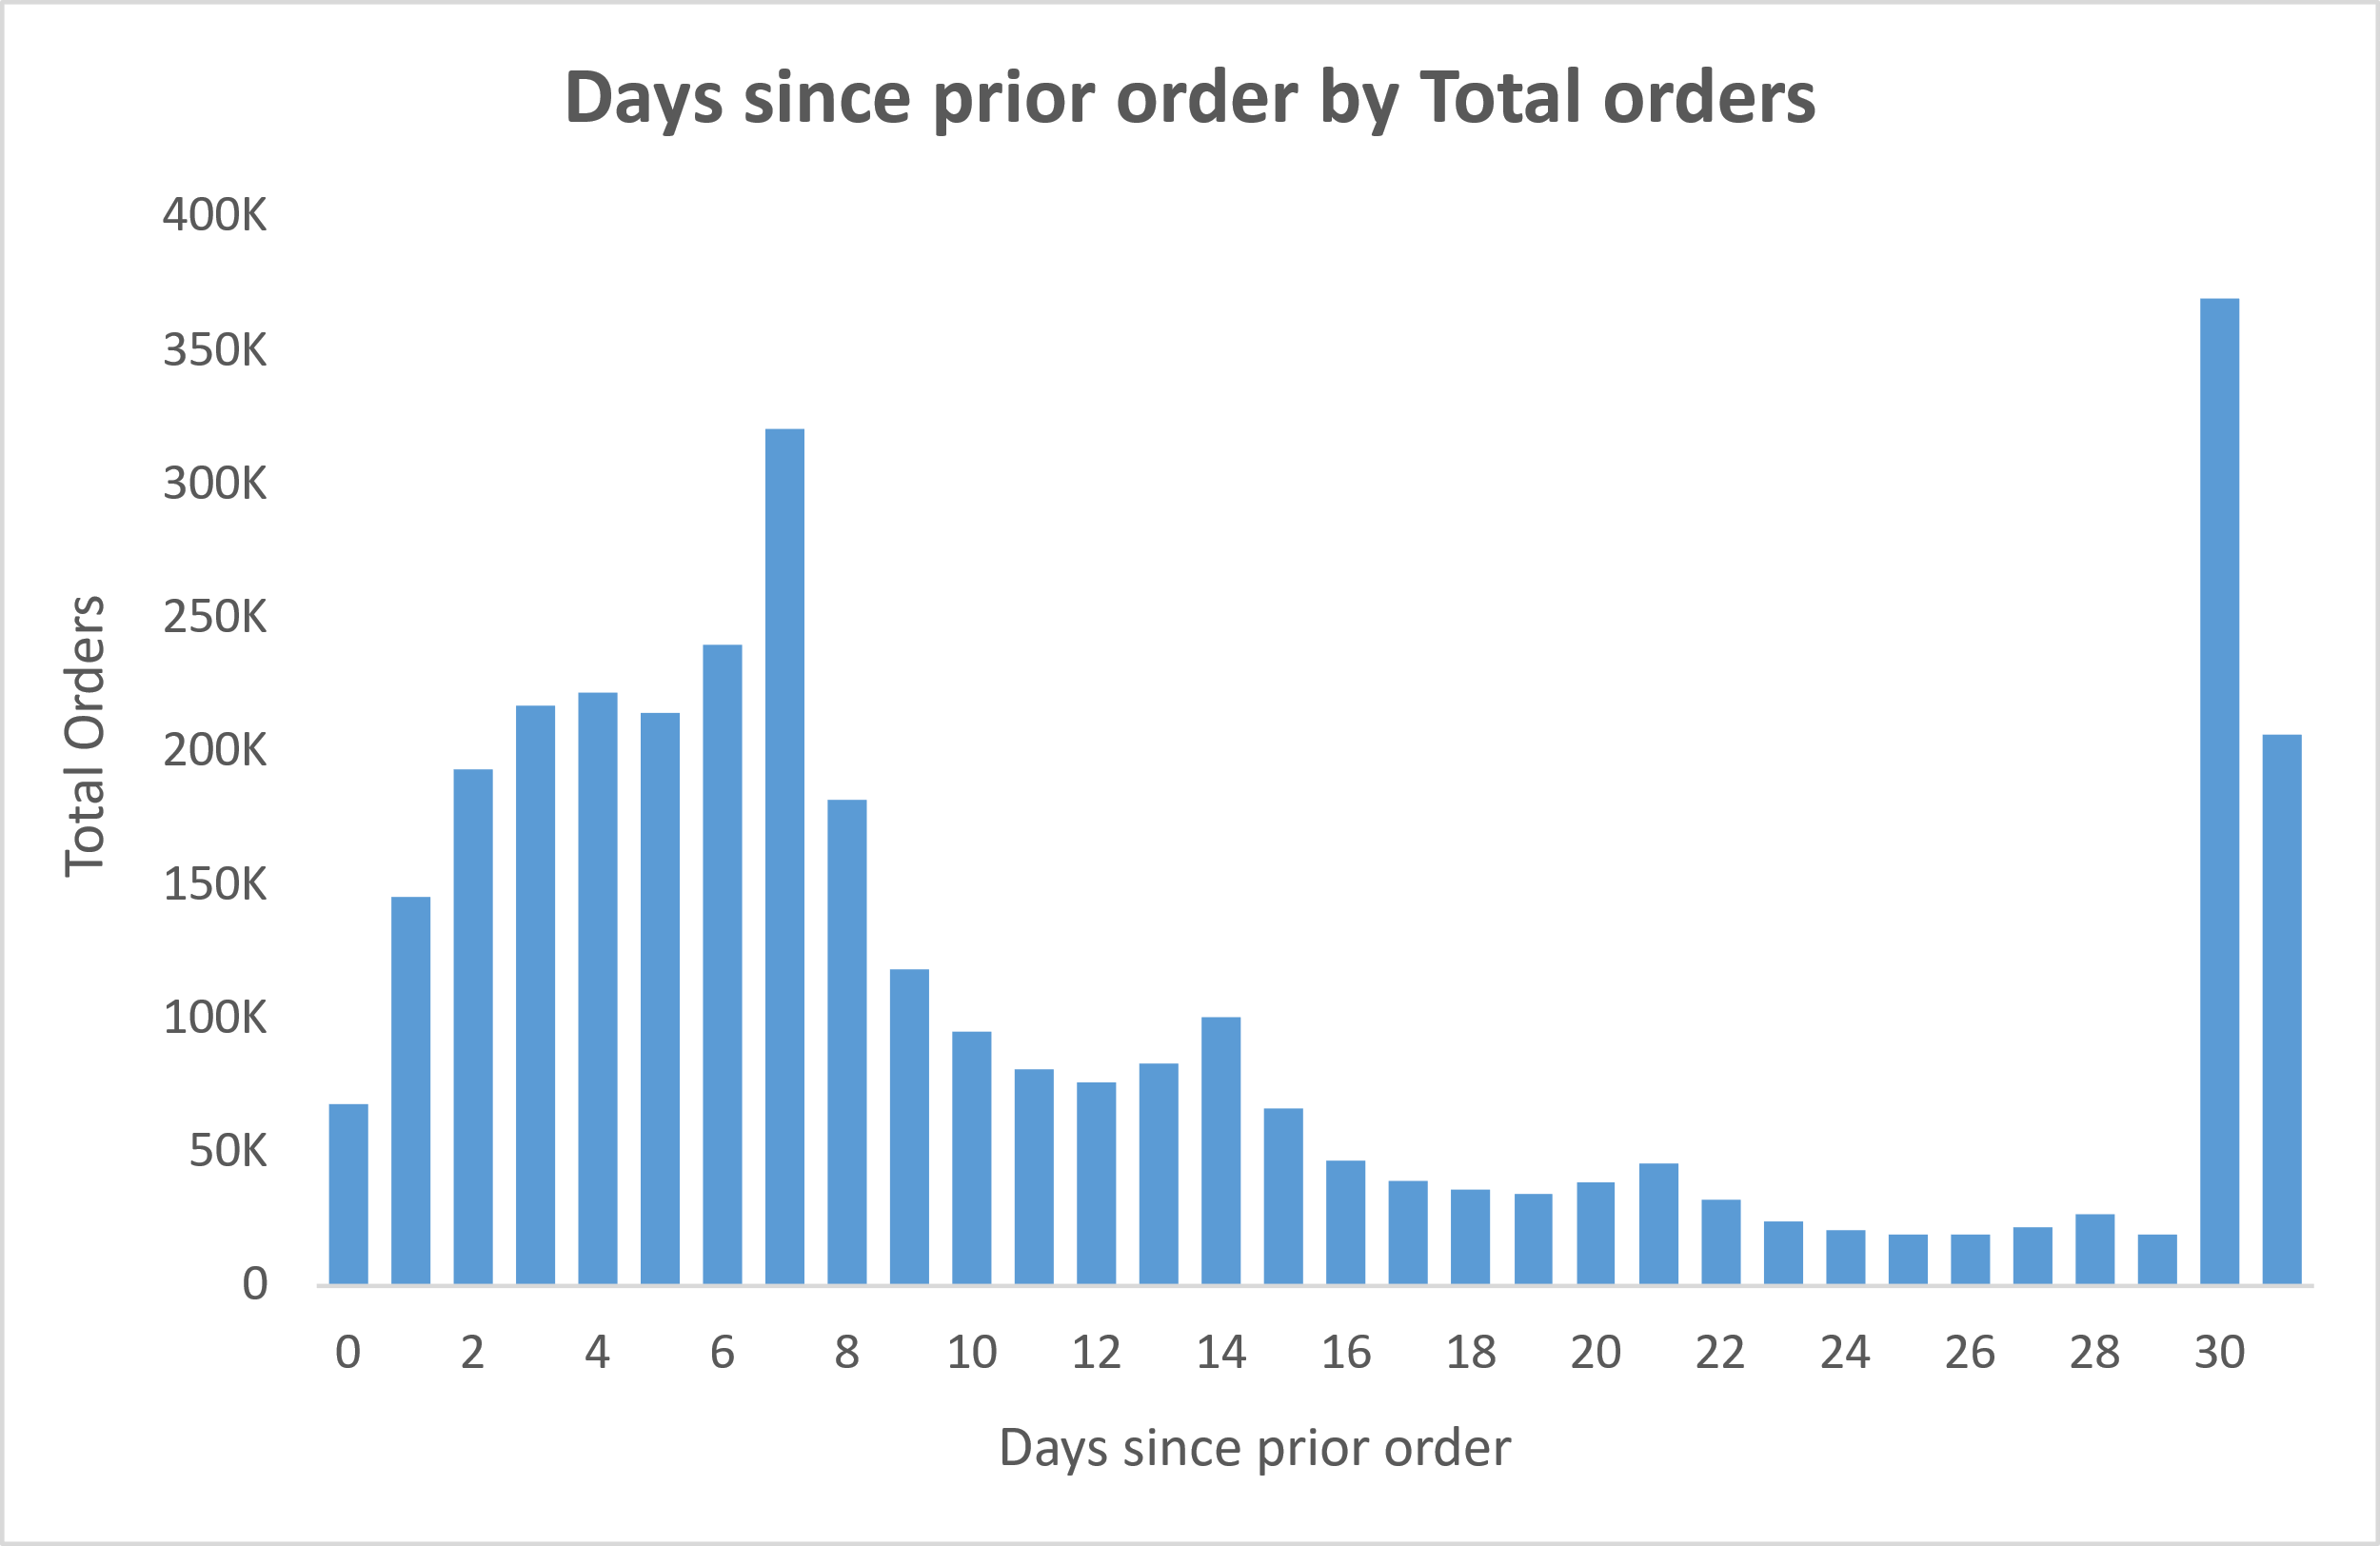 Days since prior order by Total orders
400K
350K
300K
250K
200K
150K
100K
50K
0
Total Orders
0 2 4 6 8 10 12 14 16 18 20 22 24 26 28 30
Days since prior order